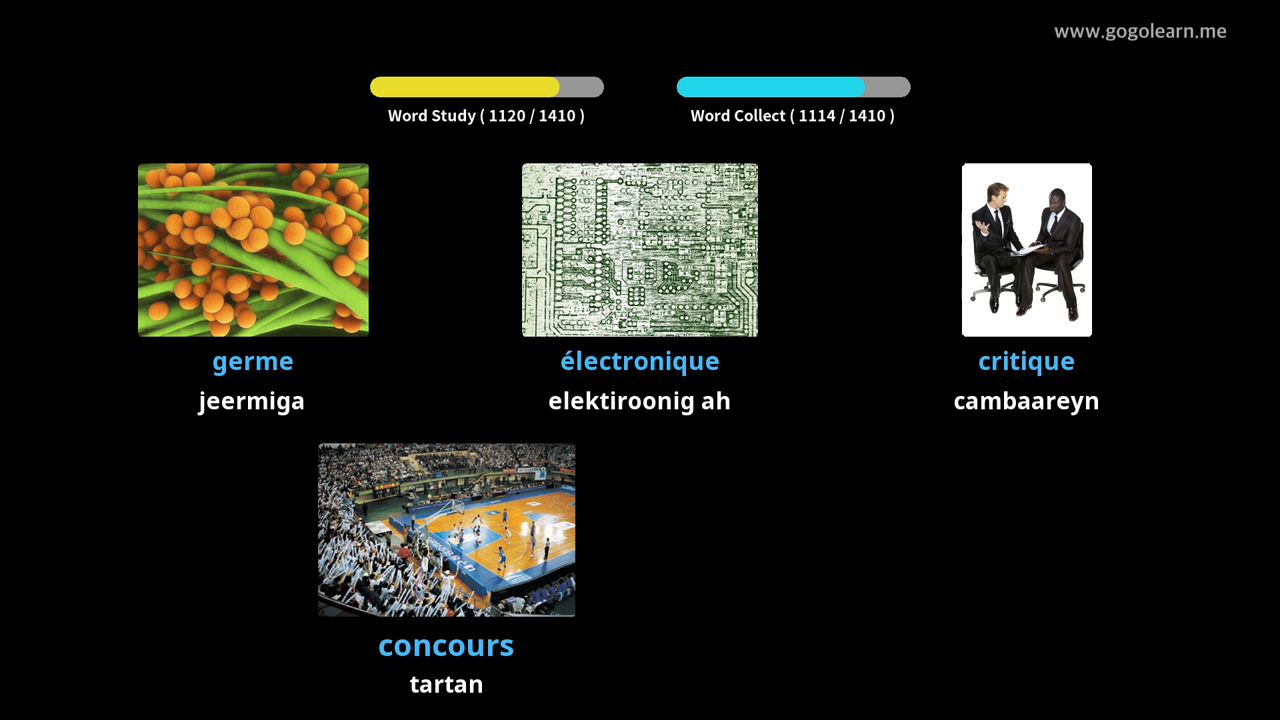 www.gogolearn.me
Word Study ( 1120 / 1410 )
Word Collect ( 1114 / 1410 )
germe
électronique
critique
jeermiga
elektiroonig ah
cambaareyn
concours
tartan